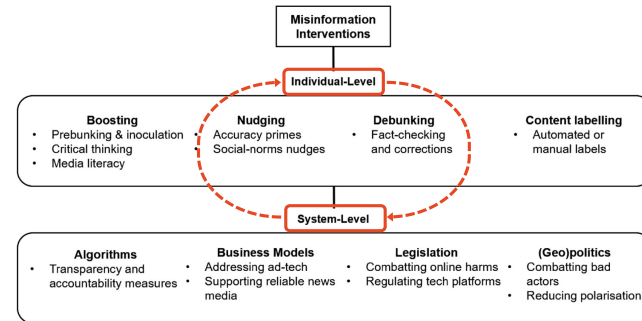 Misinformation
Interventions
Individual-Level
Boosting
• Prebunking & inoculation
• Critical thinking
• Media literacy
Nudging
• Accuracy primes
• Social-norms nudges
Debunking
• Fact-checking
and corrections
Content labelling
• Automated or
manual labels
System-Level
Algorithms
• Transparency and
accountability measures
Business Models
• Addressing ad-tech
• Supporting reliable news
media
Legislation
• Combatting online harms
• Regulating tech platforms
(Geo)politics
• Combatting bad
actors
• Reducing polarisation